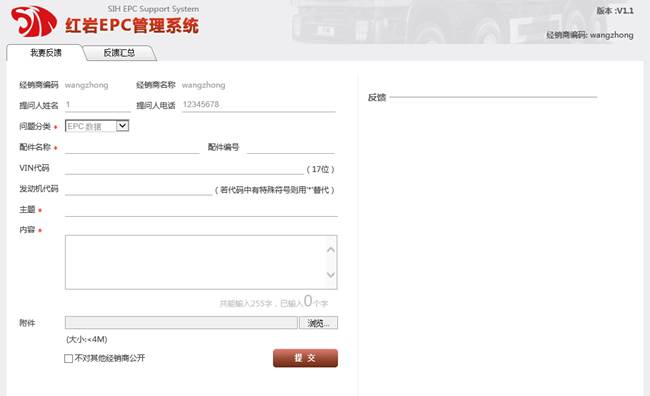 SIH EPC Support System
红岩EPC管理系统
版本 :V1.1
经销商编码: wangzhong
我要反馈 反馈汇总
经销商编码 wangzhong 经销商名称 wangzhong
提问人姓名 1 提问人电话 12345678
反馈
问题分类 * EPC 数据
配件名称 * 配件编号
VIN代码 (17位)
发动机代码 (若代码中有特殊符号则用'*'替代)
主题 *
内容 *
共能输入255字，已输入0个字
附件 浏览...
(大小:<4M)
不对其他经销商公开 提 交